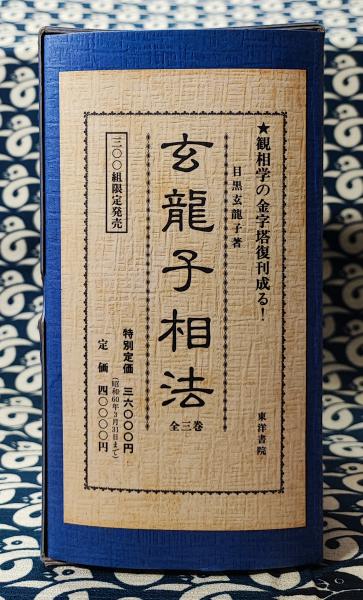 ★観相学の金字塔復刊成る!
目黒玄龍子著
東洋書院
玄龍子相法
全三巻
三〇〇組限定発売
特別定価 三六〇〇〇円
(昭和60年3月31日まで)
定価 四〇〇〇〇円